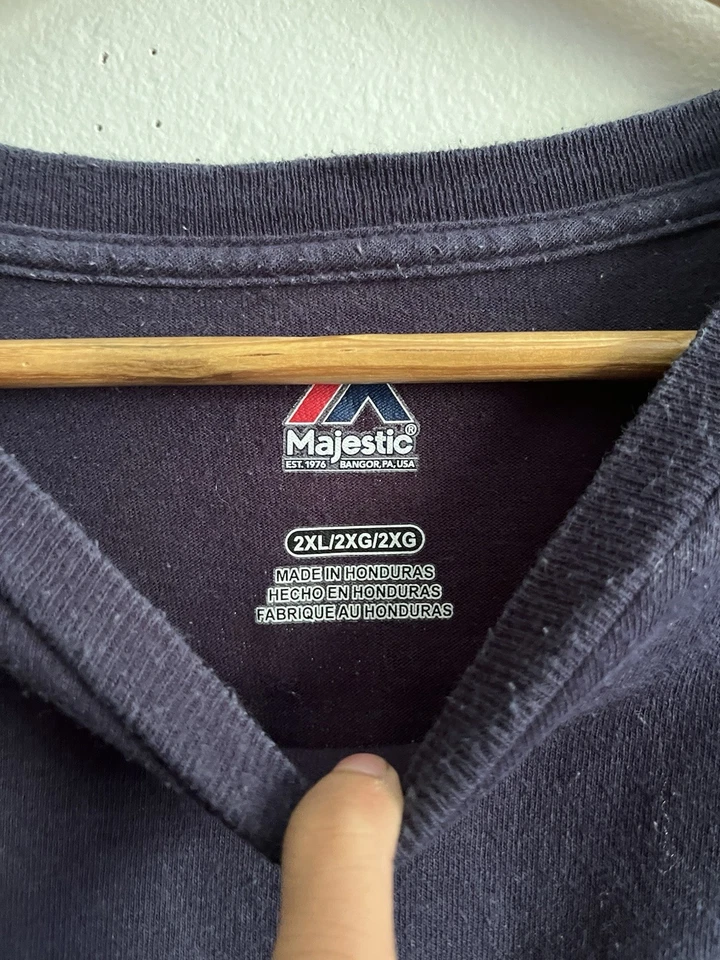 Majestic®
EST. 1976 BANGOR, PA, USA
2XL/2XG/2XG
MADE IN HONDURAS
HECHO EN HONDURAS
FABRIQUE AU HONDURAS